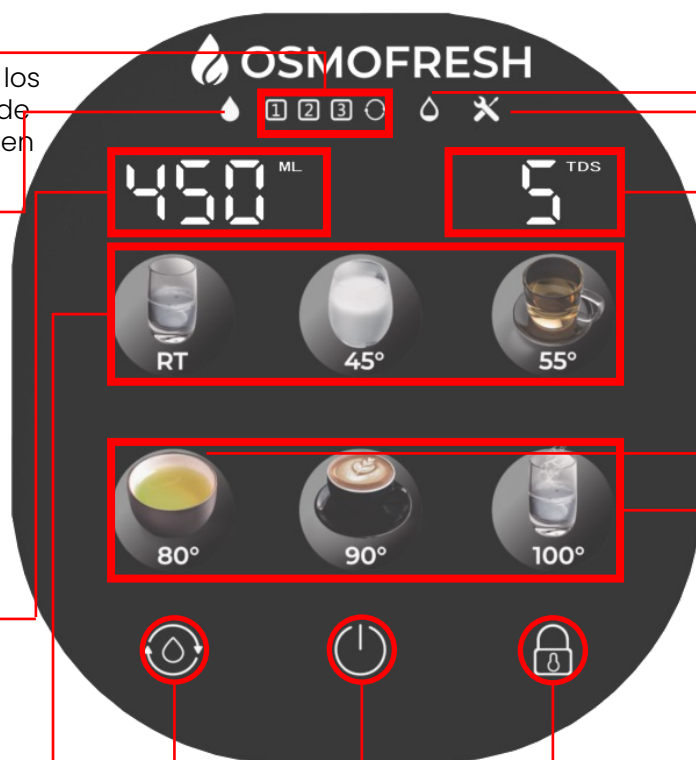 OSMOFRESH
los
de
en
1 2 3
450 ML
5 TDS
RT 45° 55°
80° 90° 100°